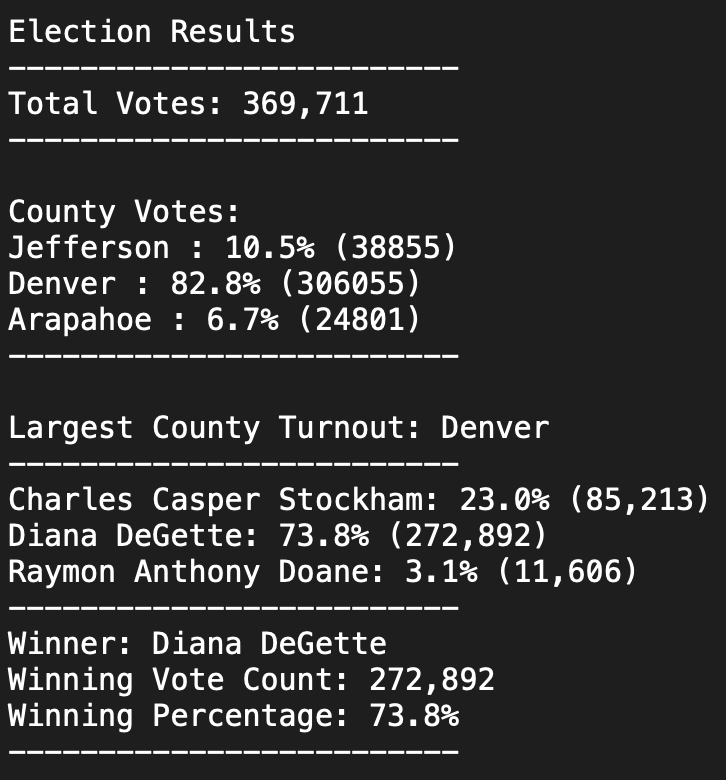 Election Results
-------------------------
Total Votes: 369,711
-------------------------
County Votes:
Jefferson : 10.5% (38855)
Denver : 82.8% (306055)
Arapahoe : 6.7% (24801)
-------------------------
Largest County Turnout: Denver
-------------------------
Charles Casper Stockham: 23.0% (85,213)
Diana DeGette: 73.8% (272,892)
Raymon Anthony Doane: 3.1% (11,606)
-------------------------
Winner: Diana DeGette
Winning Vote Count: 272,892
Winning Percentage: 73.8%
-------------------------